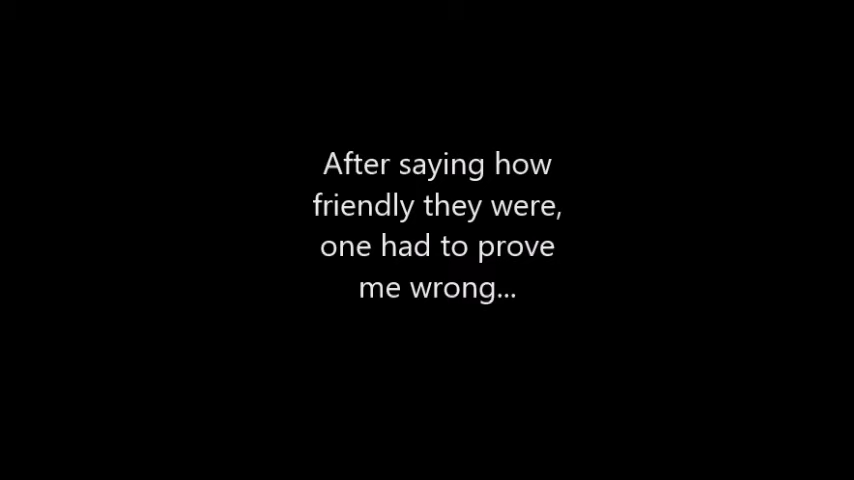 After saying how
friendly they were,
one had to prove
me wrong...